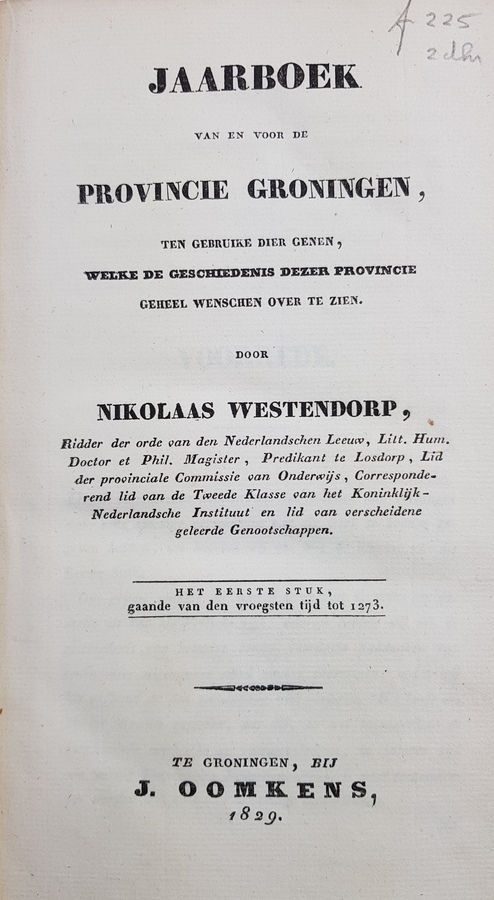 f 225
2 dln
JAARBOEK
VAN EN VOOR DE
PROVINCIE GRONINGEN,
TEN GEBRUIKE DIER GENEN,
WELKE DE GESCHIEDENIS DEZER PROVINCIE
GEHEEL WENSCHEN OVER TE ZIEN.
DOOR
NIKOLAAS WESTENDORP,
Ridder der orde van den Nederlandschen Leeuw, Litt. Hum.
Doctor et Phil. Magister, Predikant te Losdorp, Lid
der provinciale Commissie van Onderwijs, Corresponde-
rend lid van de Tweede Klasse van het Koninklijk-
Nederlandsche Instituut en lid van verscheidene
geleerde Genootschappen.
HET EERSTE STUK,
gaande van den vroegsten tijd tot 1273.
TE GRONINGEN, BIJ
J. OOMKENS,
1829.